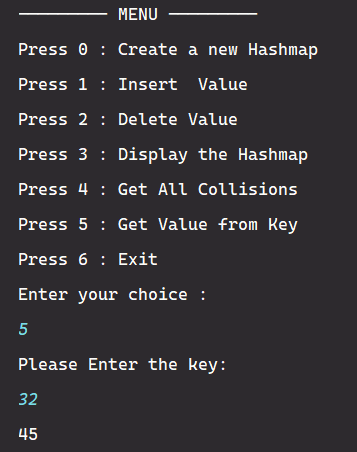 ───────── MENU ─────────
Press 0 : Create a new Hashmap
Press 1 : Insert  Value
Press 2 : Delete Value
Press 3 : Display the Hashmap
Press 4 : Get All Collisions
Press 5 : Get Value from Key
Press 6 : Exit
Enter your choice :
5
Please Enter the key:
32
45